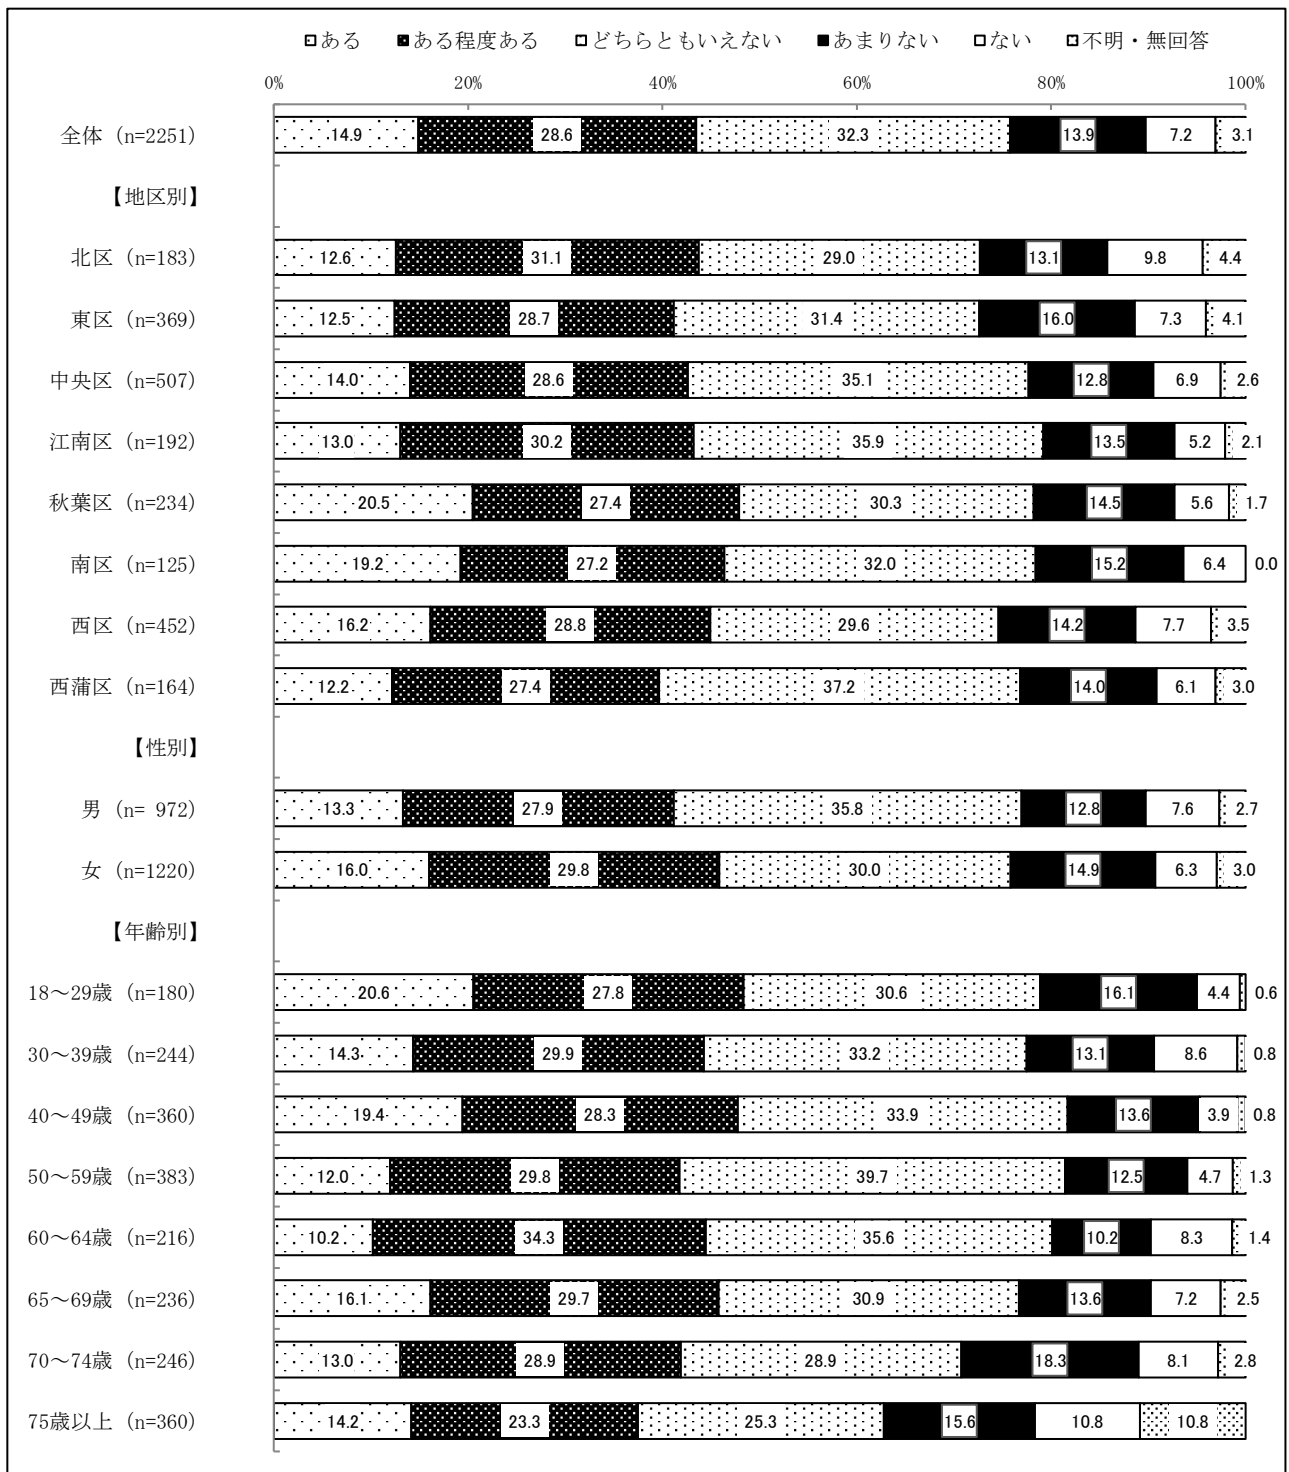 ある ある程度ある どちらともいえない あまりない ない 不明・無回答
0% 20% 40% 60% 80% 100%
全体 (n=2251) 14.9 28.6 32.3 13.9 7.2 3.1
【地区別】
北区 (n=183) 12.6 31.1 29.0 13.1 9.8 4.4
東区 (n=369) 12.5 28.7 31.4 16.0 7.3 4.1
中央区 (n=507) 14.0 28.6 35.1 12.8 6.9 2.6
江南区 (n=192) 13.0 30.2 35.9 13.5 5.2 2.1
秋葉区 (n=234) 20.5 27.4 30.3 14.5 5.6 1.7
南区 (n=125) 19.2 27.2 32.0 15.2 6.4 0.0
西区 (n=452) 16.2 28.8 29.6 14.2 7.7 3.5
西蒲区 (n=164) 12.2 27.4 37.2 14.0 6.1 3.0
【性別】
男 (n= 972) 13.3 27.9 35.8 12.8 7.6 2.7
女 (n=1220) 16.0 29.8 30.0 14.9 6.3 3.0
【年齢別】
18～29歳 (n=180) 20.6 27.8 30.6 16.1 4.4 0.6
30～39歳 (n=244) 14.3 29.9 33.2 13.1 8.6 0.8
40～49歳 (n=360) 19.4 28.3 33.9 13.6 3.9 0.8
50～59歳 (n=383) 12.0 29.8 39.7 12.5 4.7 1.3
60～64歳 (n=216) 10.2 34.3 35.6 10.2 8.3 1.4
65～69歳 (n=236) 16.1 29.7 30.9 13.6 7.2 2.5
70～74歳 (n=246) 13.0 28.9 28.9 18.3 8.1 2.8
75歳以上 (n=360) 14.2 23.3 25.3 15.6 10.8 10.8